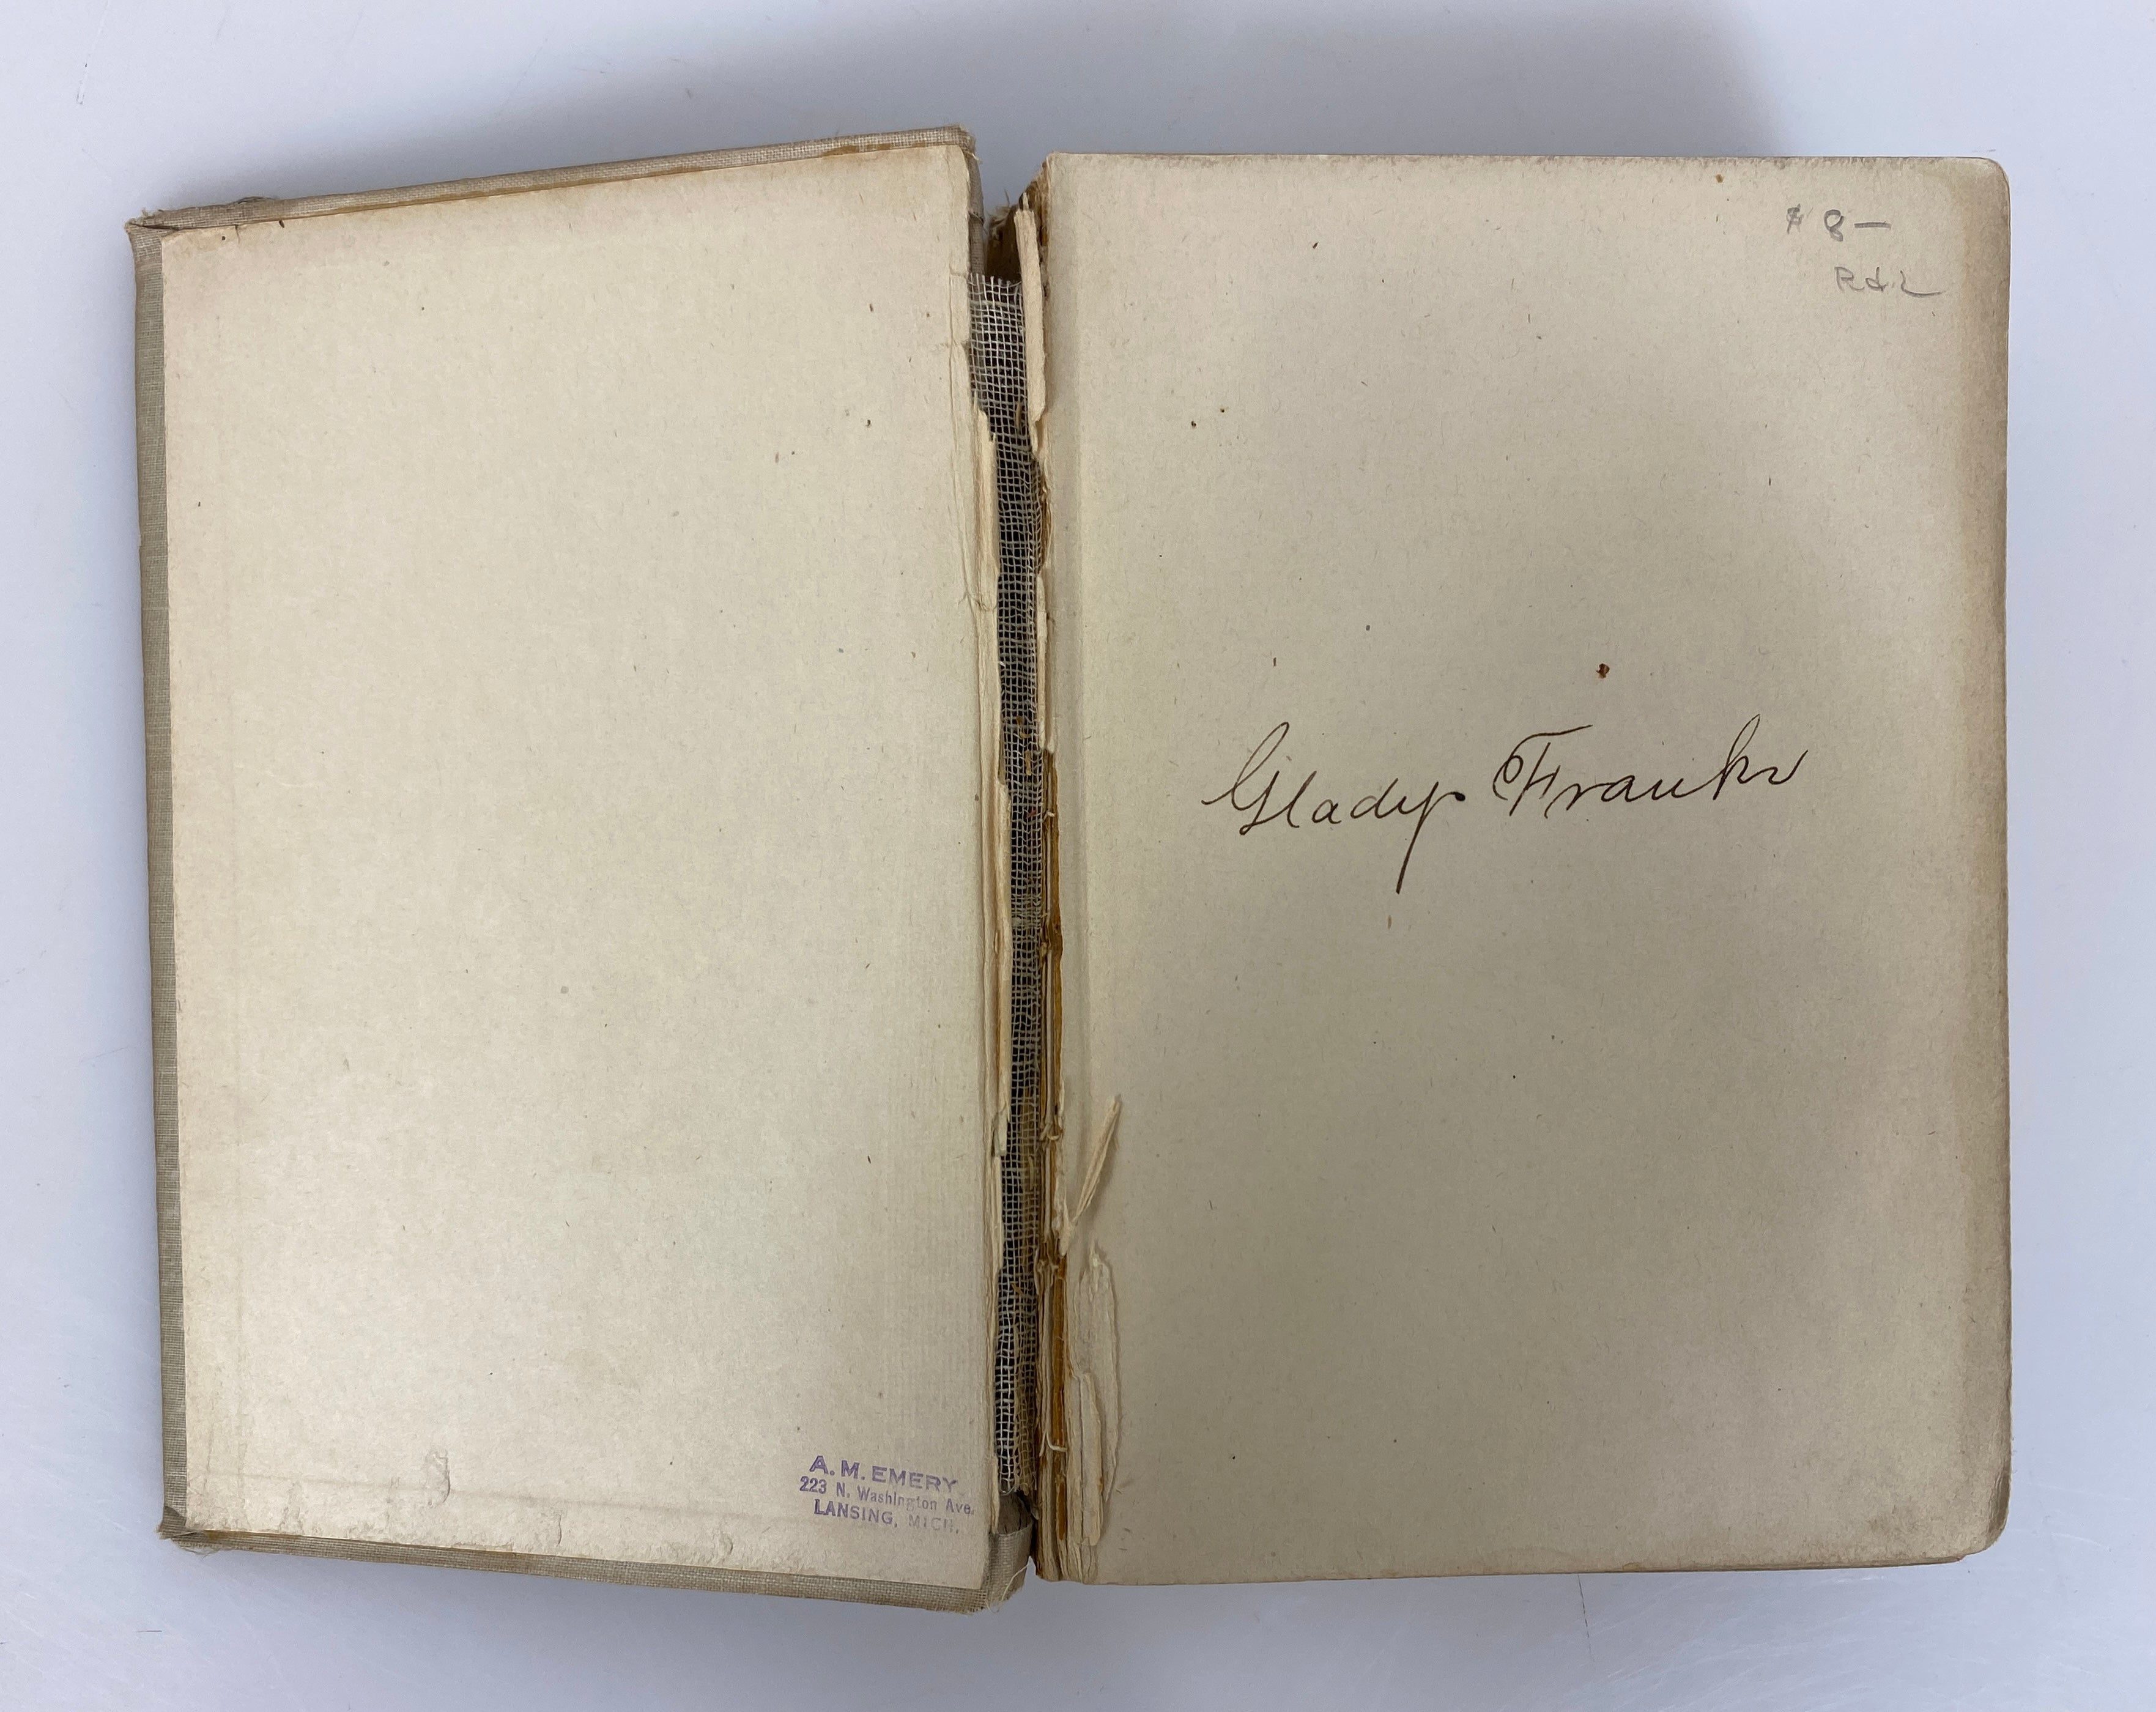 A. M. EMERY
223 N. Washington Ave.
LANSING, MICH.
$ 8—
Gladys Franks